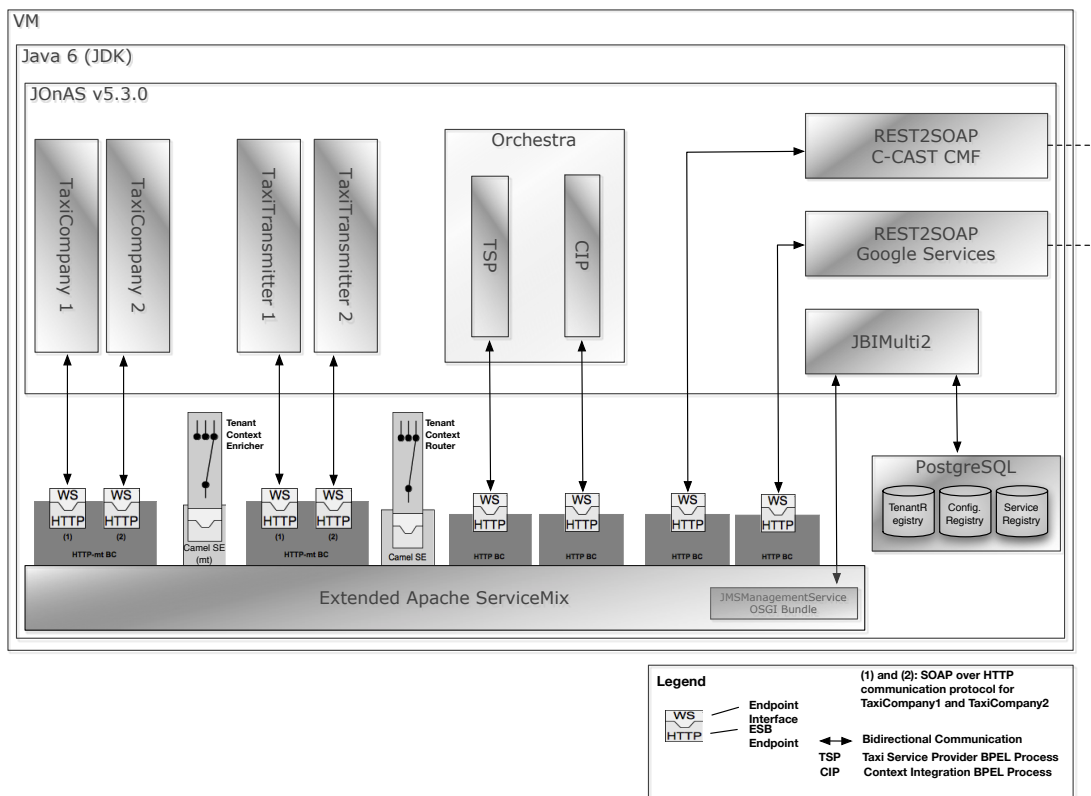 VM
Java 6 (JDK)
JOnAS v5.3.0
TaxiCompany 1
TaxiCompany 2
TaxiTransmitter 1
TaxiTransmitter 2
Orchestra
TSP
CIP
REST2SOAP
C-CAST CMF
REST2SOAP
Google Services
JBIMulti2
Tenant
Context
Enricher
Tenant
Context
Router
PostgreSQL
TenantR
egistry
Config.
Registry
Service
Registry
WS
HTTP
(1)
WS
HTTP
(2)
HTTP-mt BC
Camel SE
(mt)
WS
HTTP
(1)
WS
HTTP
(2)
HTTP-mt BC
Camel SE
WS
HTTP
HTTP BC
WS
HTTP
HTTP BC
WS
HTTP
HTTP BC
WS
HTTP
HTTP BC
Extended Apache ServiceMix
JMSManagementService
OSGI Bundle
Legend
WS
HTTP
Endpoint
Interface
ESB
Endpoint
(1) and (2): SOAP over HTTP
communication protocol for
TaxiCompany1 and TaxiCompany2
Bidirectional Communication
TSP Taxi Service Provider BPEL Process
CIP Context Integration BPEL Process